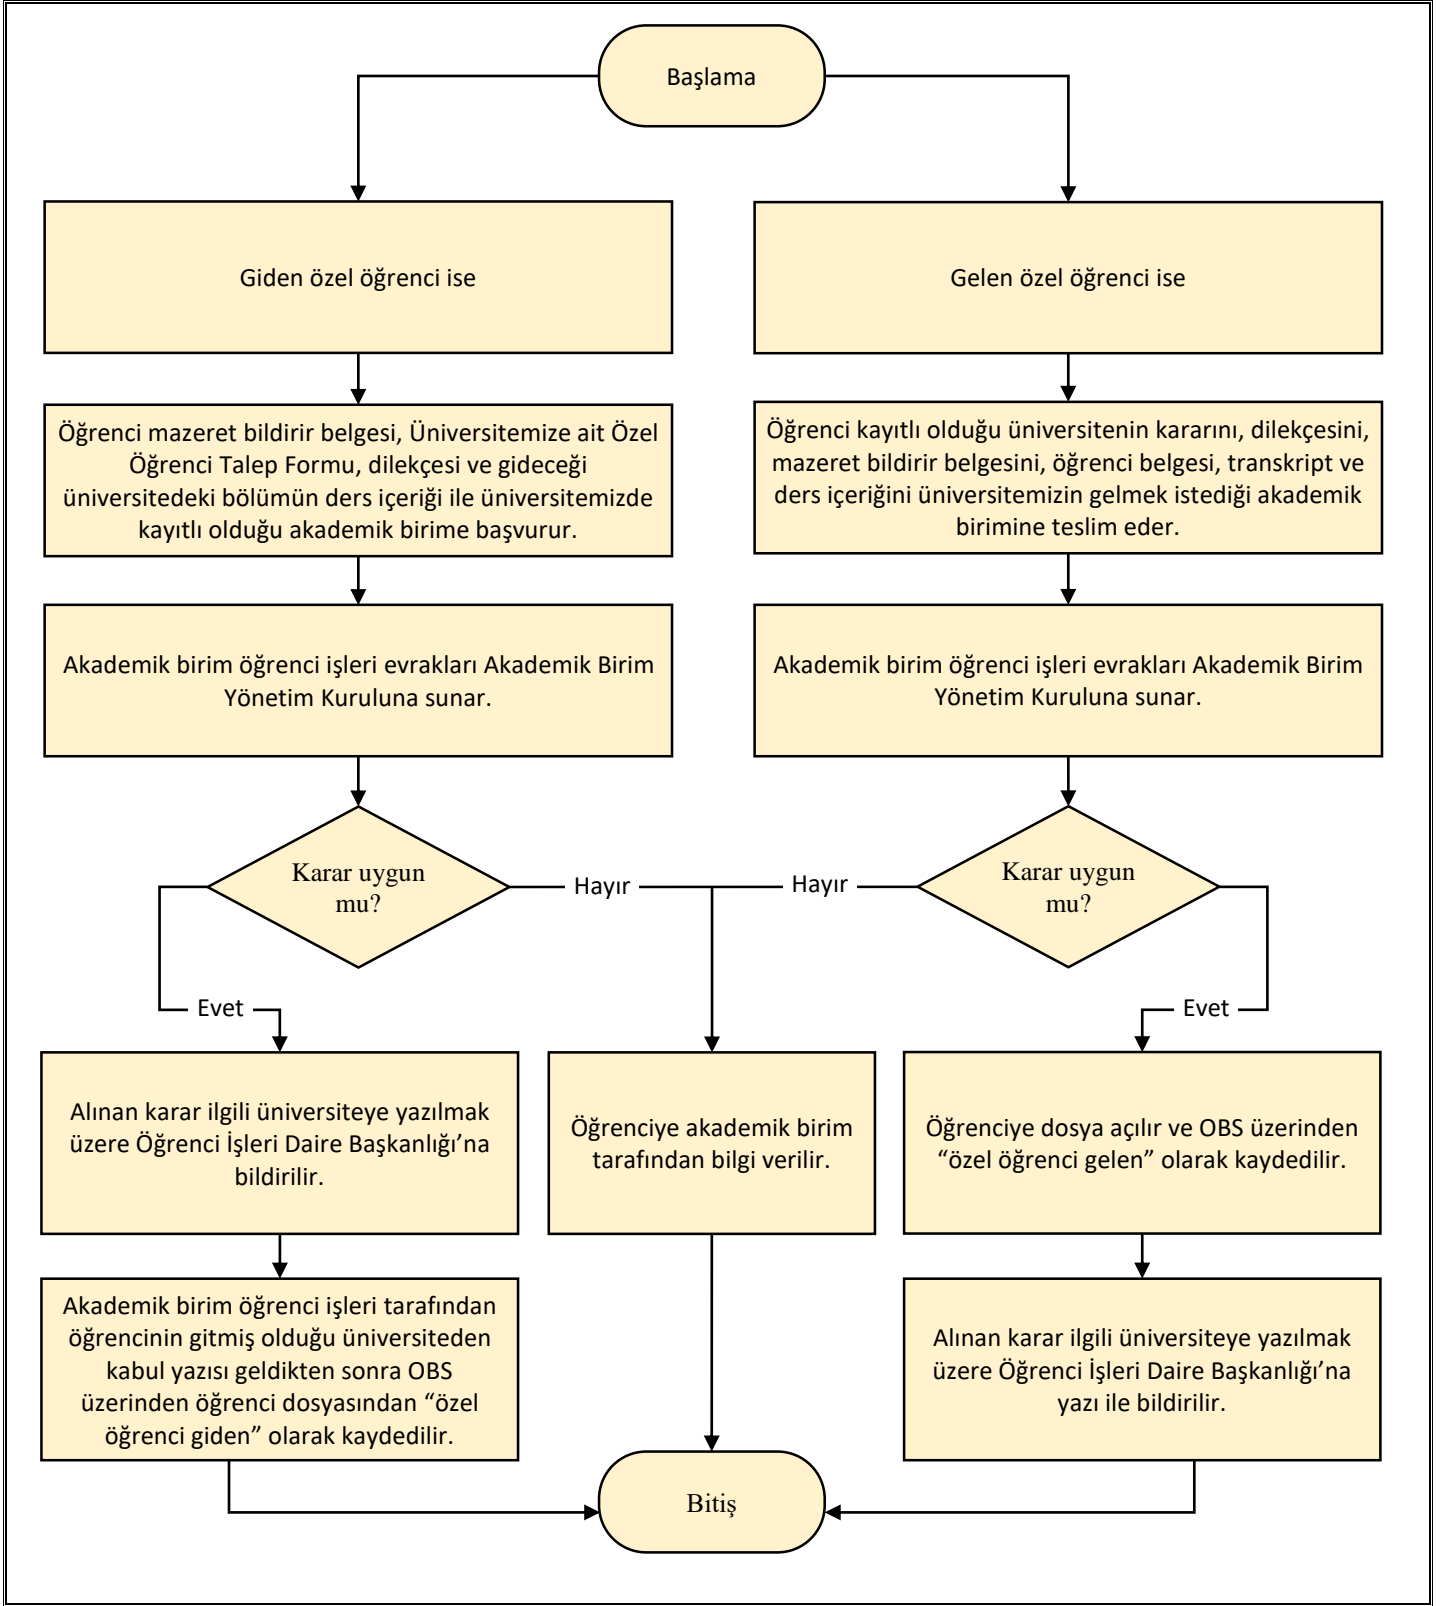 Başlama
Giden özel öğrenci ise
Gelen özel öğrenci ise
Öğrenci mazeret bildirir belgesi, Üniversitemize ait Özel
Öğrenci Talep Formu, dilekçesi ve gideceği
üniversitedeki bölümün ders içeriği ile üniversitemizde
kayıtlı olduğu akademik birime başvurur.
Öğrenci kayıtlı olduğu üniversitenin kararını, dilekçesini,
mazeret bildirir belgesini, öğrenci belgesi, transkript ve
ders içeriğini üniversitemizin gelmek istediği akademik
birimine teslim eder.
Akademik birim öğrenci işleri evrakları Akademik Birim
Yönetim Kuruluna sunar.
Akademik birim öğrenci işleri evrakları Akademik Birim
Yönetim Kuruluna sunar.
Karar uygun
mu?
Hayır
Hayır
Karar uygun
mu?
Evet
Evet
Alınan karar ilgili üniversiteye yazılmak
üzere Öğrenci İşleri Daire Başkanlığı’na
bildirilir.
Öğrenciye akademik birim
tarafından bilgi verilir.
Öğrenciye dosya açılır ve OBS üzerinden
“özel öğrenci gelen” olarak kaydedilir.
Akademik birim öğrenci işleri tarafından
öğrencinin gitmiş olduğu üniversiteden
kabul yazısı geldikten sonra OBS
üzerinden öğrenci dosyasından “özel
öğrenci giden” olarak kaydedilir.
Alınan karar ilgili üniversiteye yazılmak
üzere Öğrenci İşleri Daire Başkanlığı’na
yazı ile bildirilir.
Bitiş